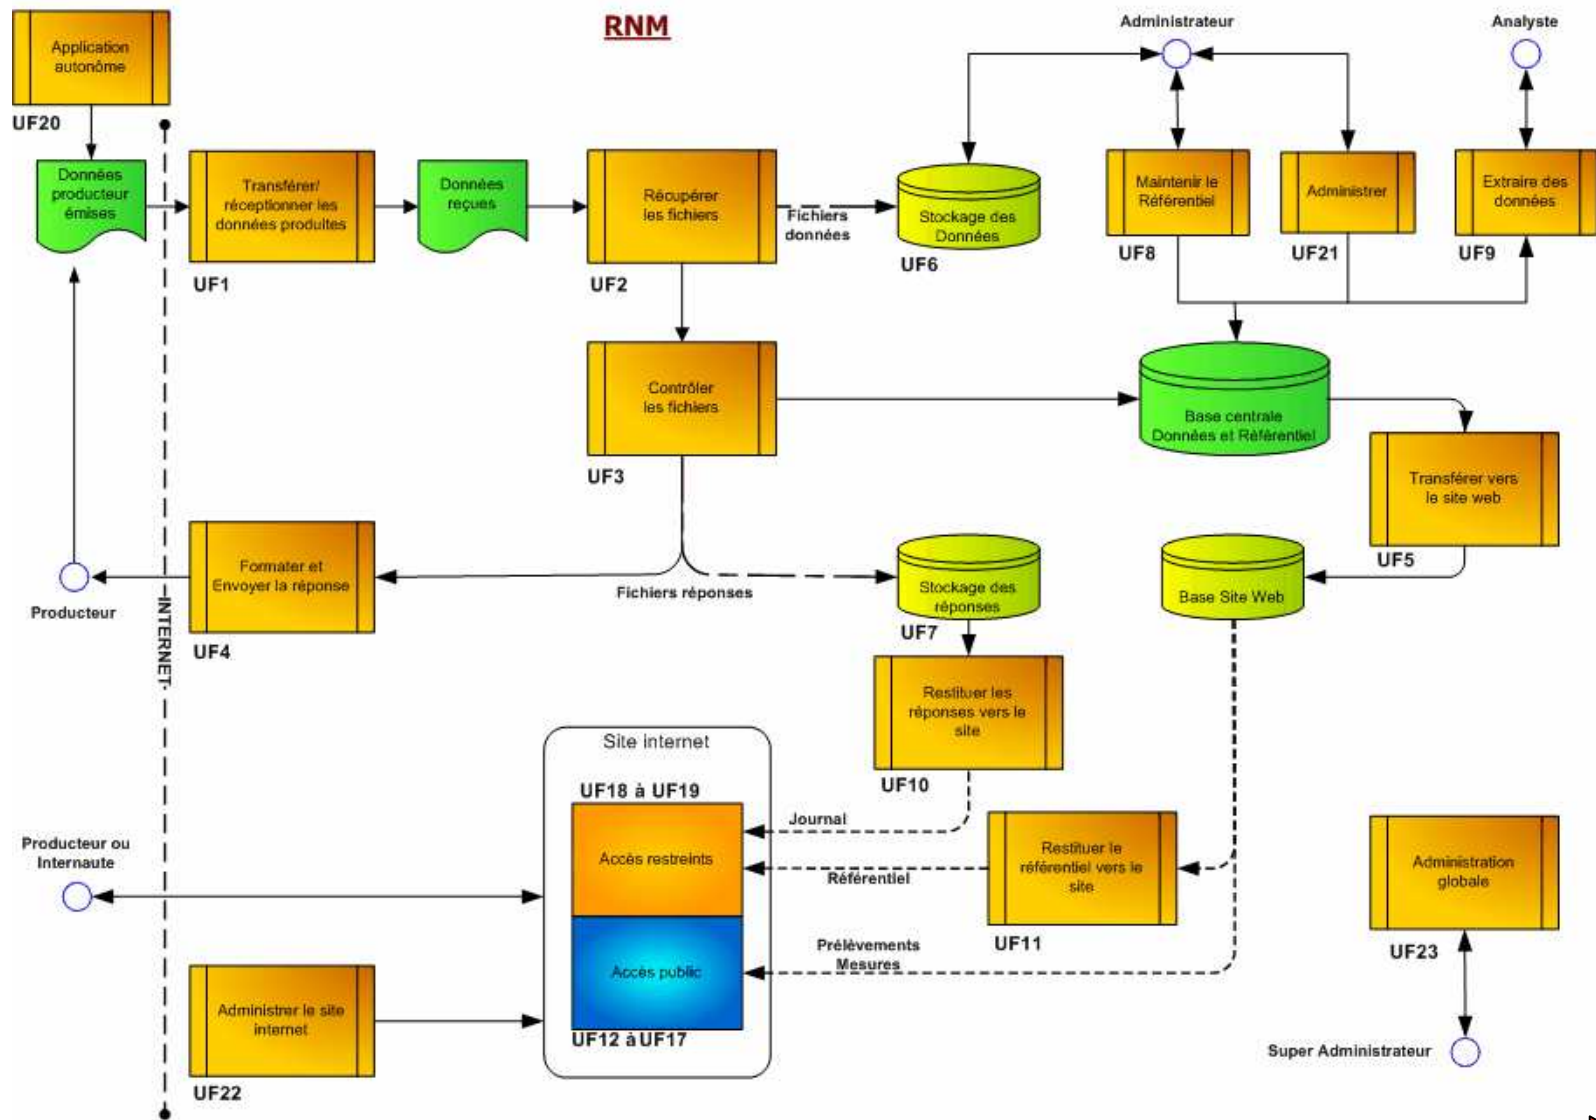 RNM
Administrateur
Analyste
Application
autonôme
UF20
Données
producteur
émises
Transférer/
réceptionner les
données produites
UF1
Données
reçues
Récupérer
les fichiers
UF2
Fichiers
données
Stockage des
Données
UF6
Maintenir le
Référentiel
UF8
Administrer
UF21
Extraire des
données
UF9
Contrôler
les fichiers
UF3
Base centrale
Données et Référentiel
Transférer vers
le site web
UF5
Formater et
Envoyer la réponse
UF4
Producteur
INTERNET
Fichiers réponses
Stockage des
réponses
UF7
Base Site Web
Restituer les
réponses vers le
site
UF10
Site internet
UF18 à UF19
Accès restreints
Accès public
UF12 à UF17
Journal
Référentiel
Prélèvements
Mesures
Restituer le
référentiel vers le
site
UF11
Producteur ou
Internaute
Administrer le site
internet
UF22
Administration
globale
UF23
Super Administrateur